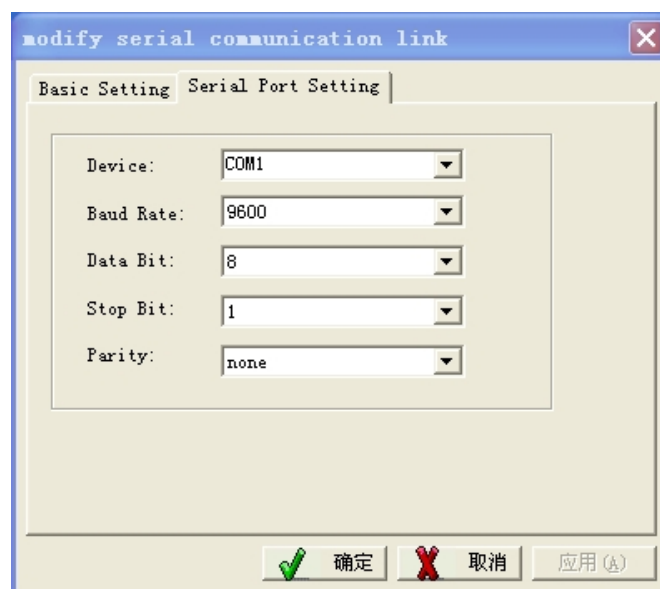 modify serial communication link
Basic Setting Serial Port Setting
Device: COM1
Baud Rate: 9600
Data Bit: 8
Stop Bit: 1
Parity: none
确定 取消 应用(A)